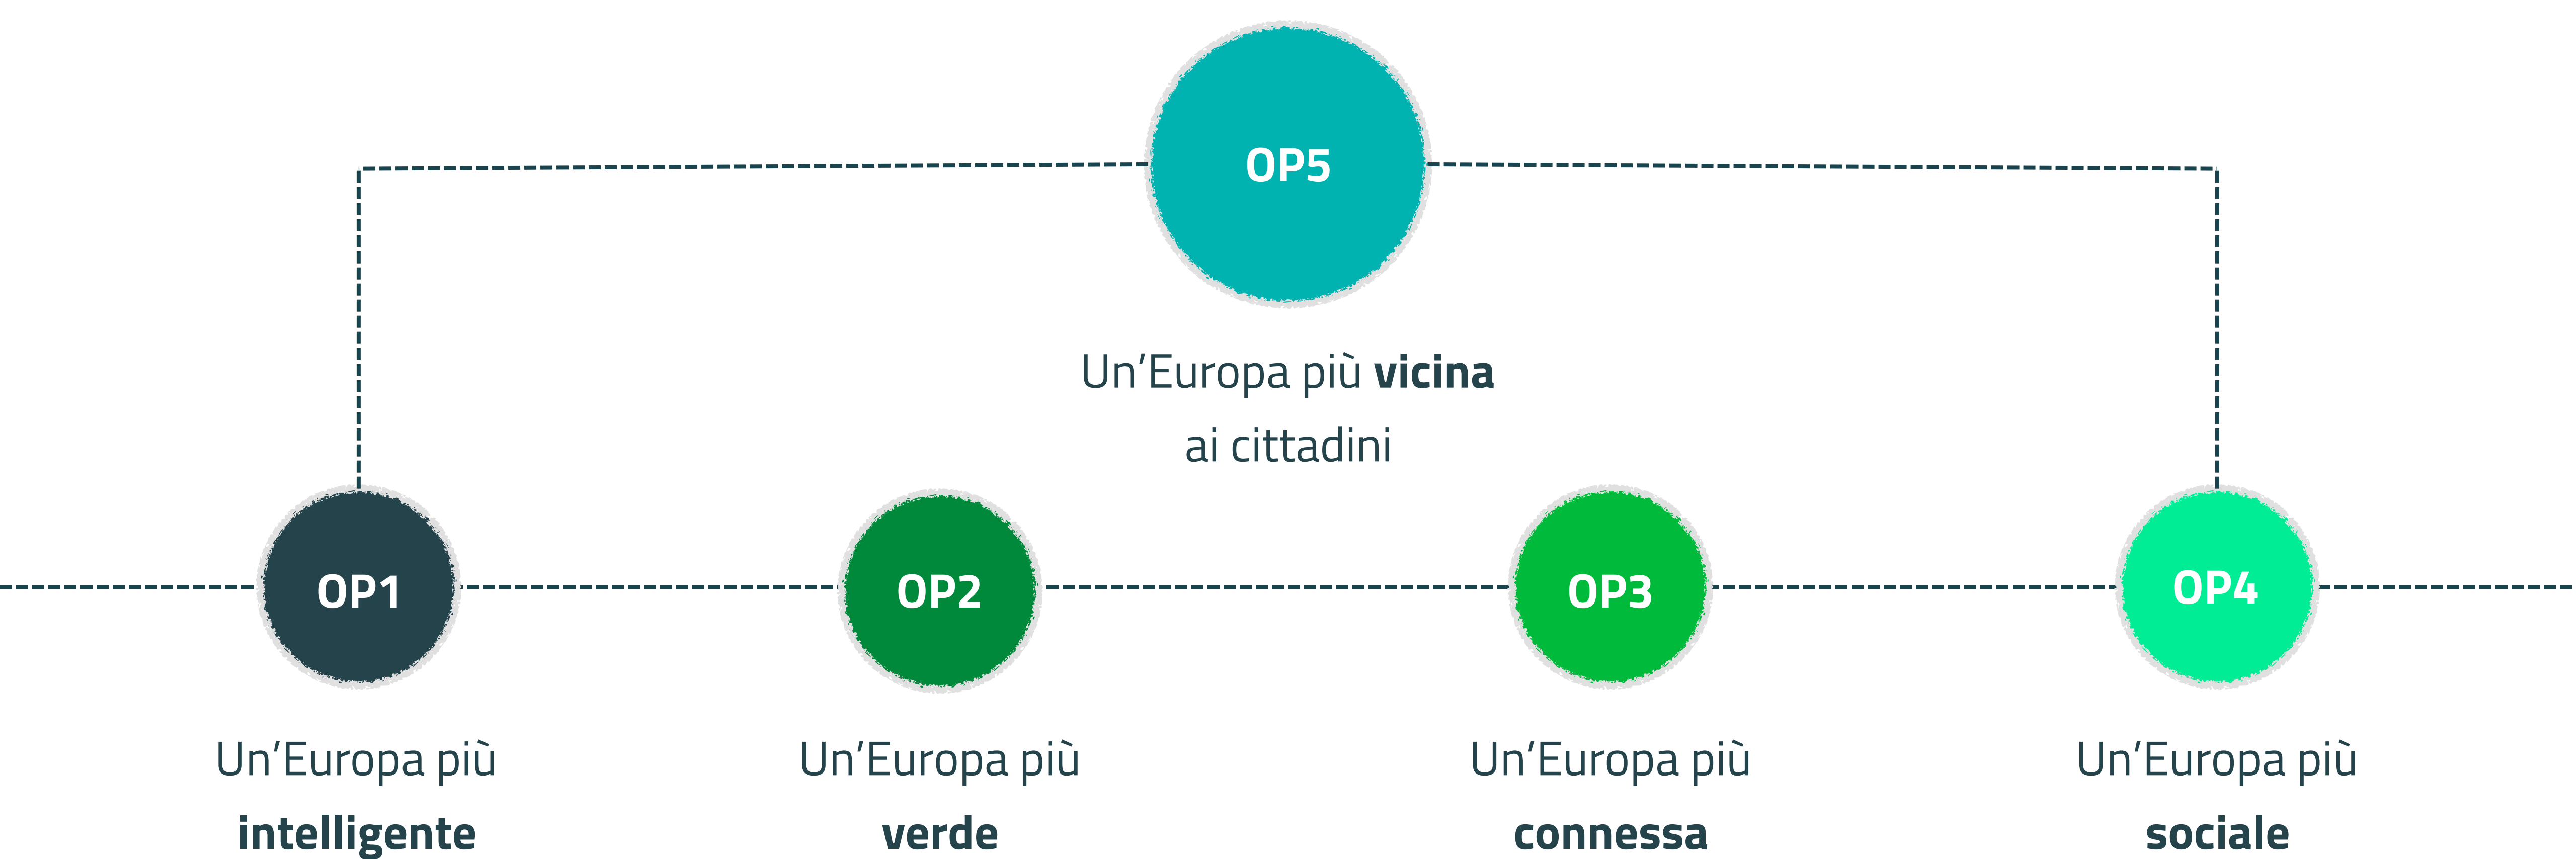 OP5
Un’Europa più vicina
ai cittadini
OP1
OP2
OP3
OP4
Un’Europa più
intelligente
Un’Europa più
verde
Un’Europa più
connessa
Un’Europa più
sociale